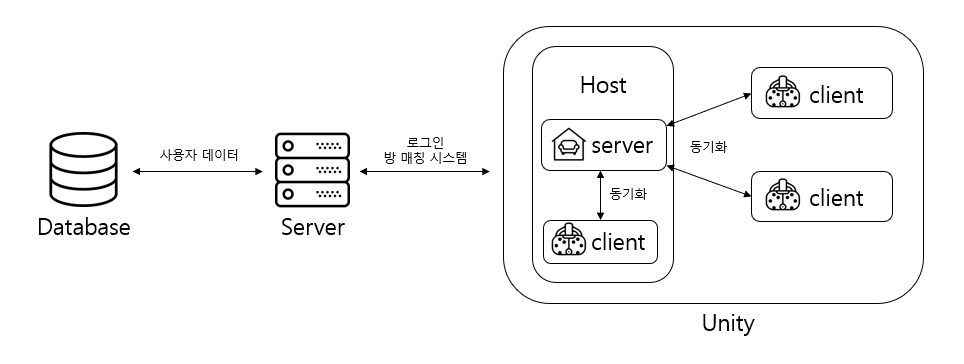 Database
사용자 데이터
Server
로그인
방 매칭 시스템
Host
server
동기화
client
동기화
client
client
Unity